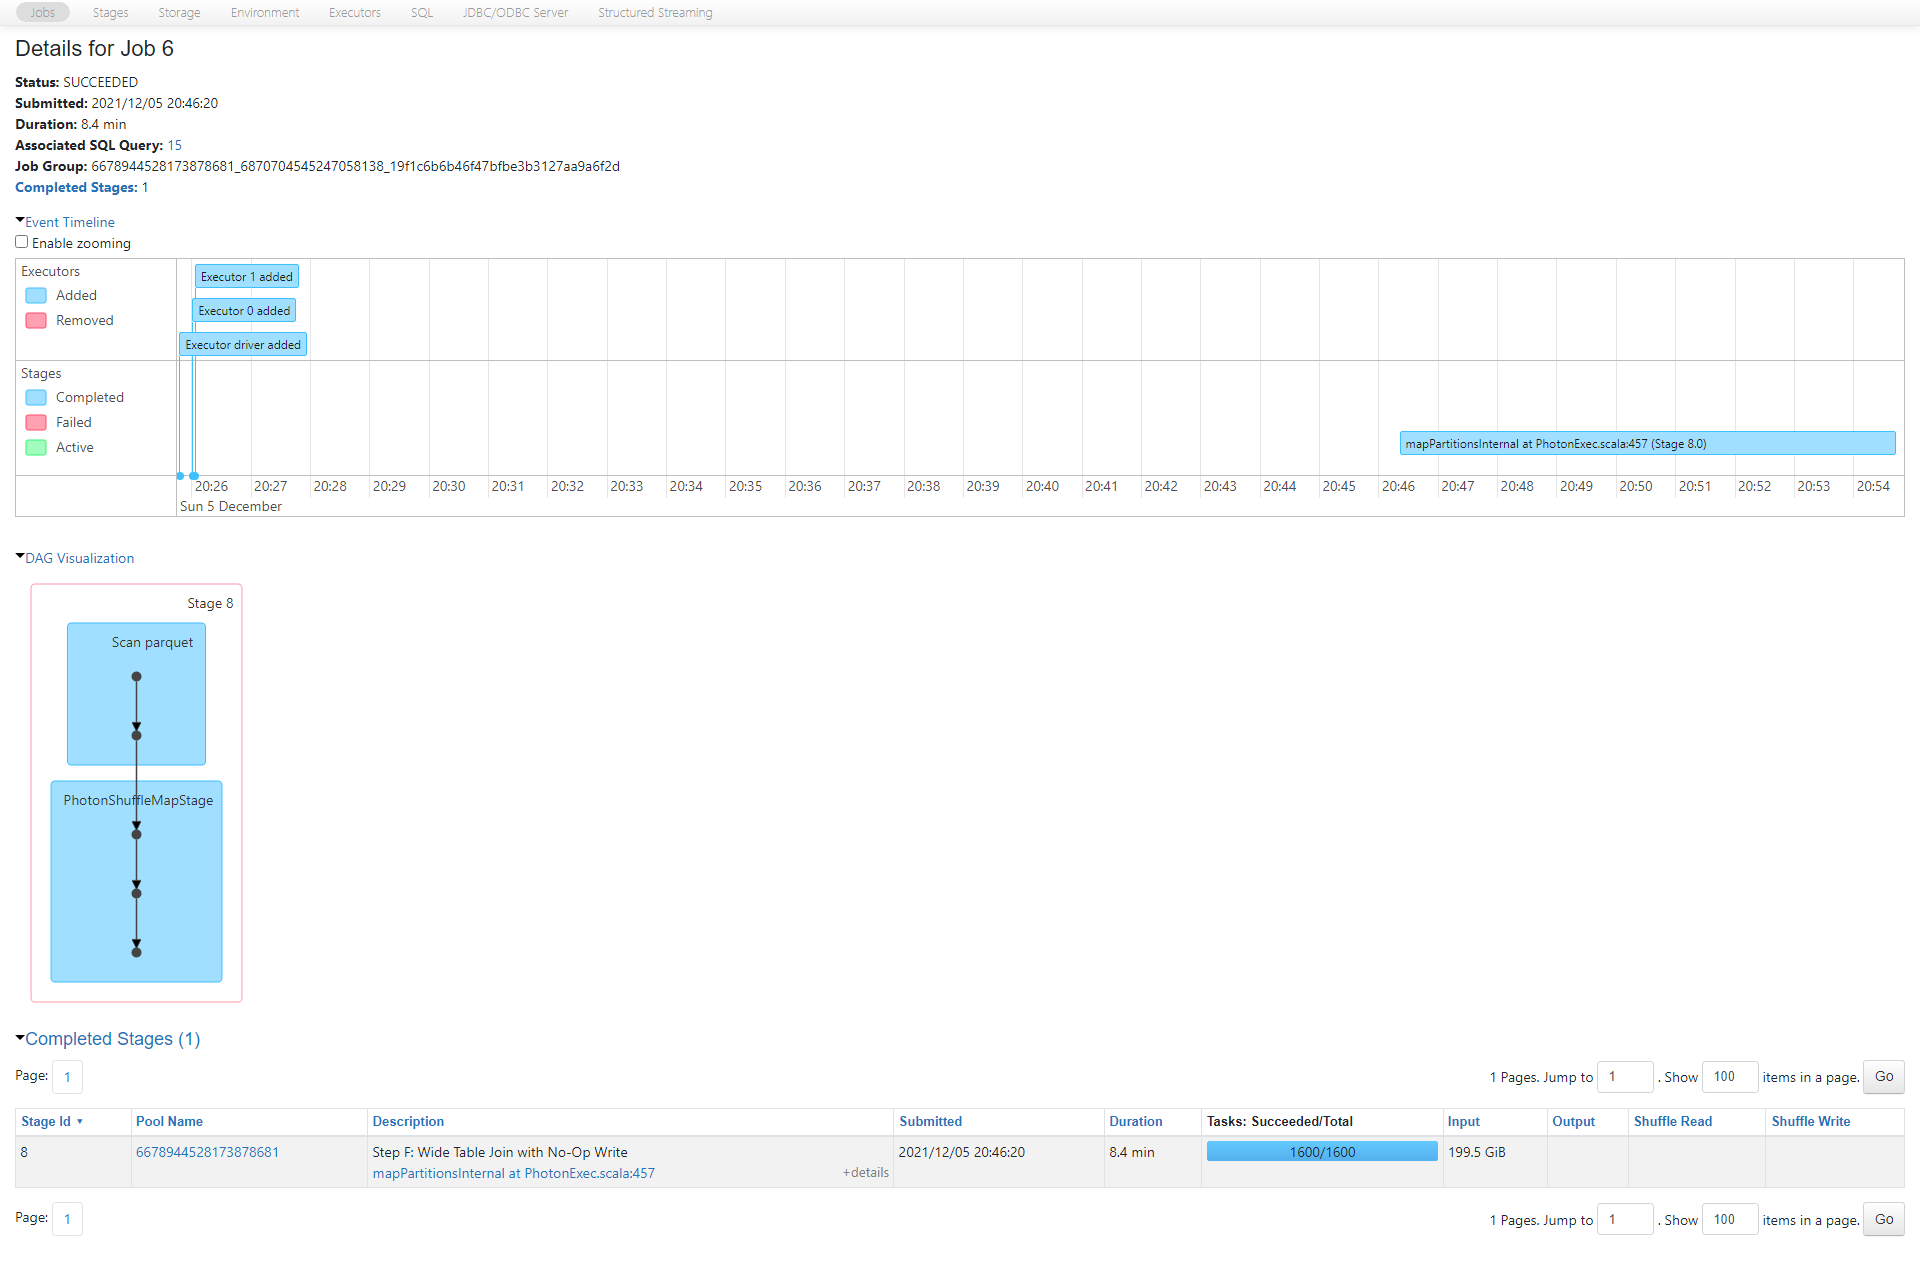 Jobs Stages Storage Environment Executors SQL JDBC/ODBC Server Structured Streaming
Details for Job 6
Status: SUCCEEDED
Submitted: 2021/12/05 20:46:20
Duration: 8.4 min
Associated SQL Query: 15
Job Group: 6678944528173878681_6870704545247058138_19f1c6b6b46f47bfbe3b3127aa9a6f2d
Completed Stages: 1
Event Timeline
Enable zooming
Executors
Added
Removed
Executor 1 added
Executor 0 added
Executor driver added
Stages
Completed
Failed
Active
mapPartitionsInternal at PhotonExec.scala:457 (Stage 8.0)
20:26 20:27 20:28 20:29 20:30 20:31 20:32 20:33 20:34 20:35 20:36 20:37 20:38 20:39 20:40 20:41 20:42 20:43 20:44 20:45 20:46 20:47 20:48 20:49 20:50 20:51 20:52 20:53 20:54
Sun 5 December
DAG Visualization
Stage 8
Scan parquet
PhotonShuffleMapStage
Completed Stages (1)
Page: 1 1 Pages. Jump to 1 . Show 100 items in a page. Go
Stage Id Pool Name Description Submitted Duration Tasks: Succeeded/Total Input Output Shuffle Read Shuffle Write
8 6678944528173878681 Step F: Wide Table Join with No-Op Write 2021/12/05 20:46:20 8.4 min 1600/1600 199.5 GiB
mapPartitionsInternal at PhotonExec.scala:457 +details
Page: 1 1 Pages. Jump to 1 . Show 100 items in a page. Go